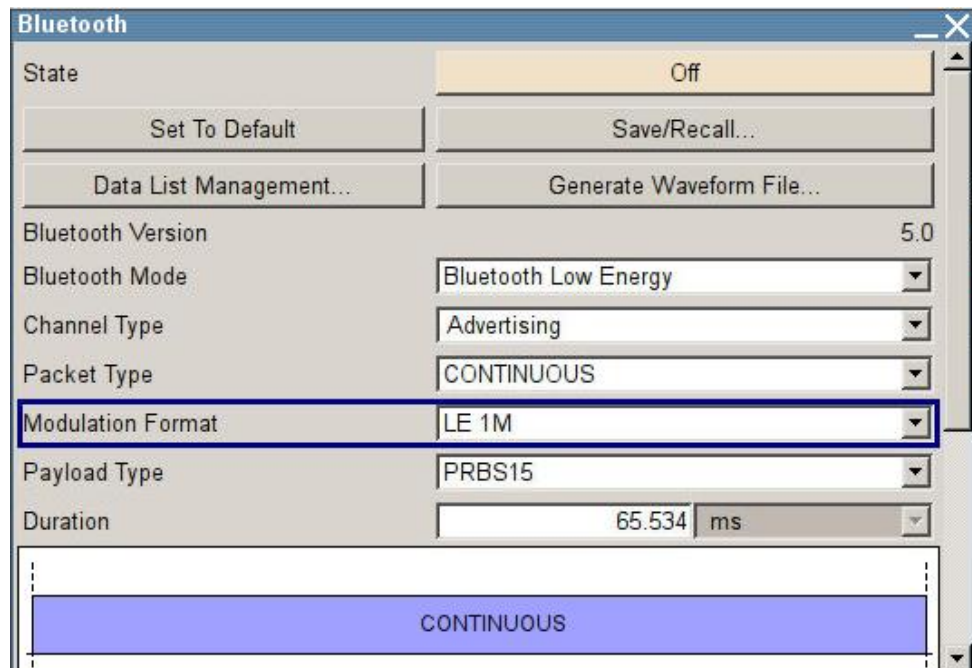 Bluetooth
State Off
Set To Default Save/Recall...
Data List Management... Generate Waveform File...
Bluetooth Version 5.0
Bluetooth Mode Bluetooth Low Energy
Channel Type Advertising
Packet Type CONTINUOUS
Modulation Format LE 1M
Payload Type PRBS15
Duration 65.534 ms
CONTINUOUS